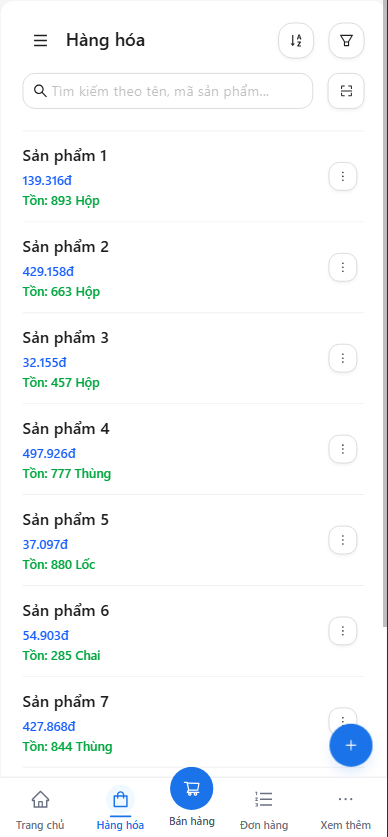 Hàng hóa
Tìm kiếm theo tên, mã sản phẩm...
Sản phẩm 1
139.316đ
Tồn: 893 Hộp
Sản phẩm 2
429.158đ
Tồn: 663 Hộp
Sản phẩm 3
32.155đ
Tồn: 457 Hộp
Sản phẩm 4
497.926đ
Tồn: 777 Thùng
Sản phẩm 5
37.097đ
Tồn: 880 Lốc
Sản phẩm 6
54.903đ
Tồn: 285 Chai
Sản phẩm 7
427.868đ
Tồn: 844 Thùng
Trang chủ
Hàng hóa
Bán hàng
Đơn hàng
Xem thêm